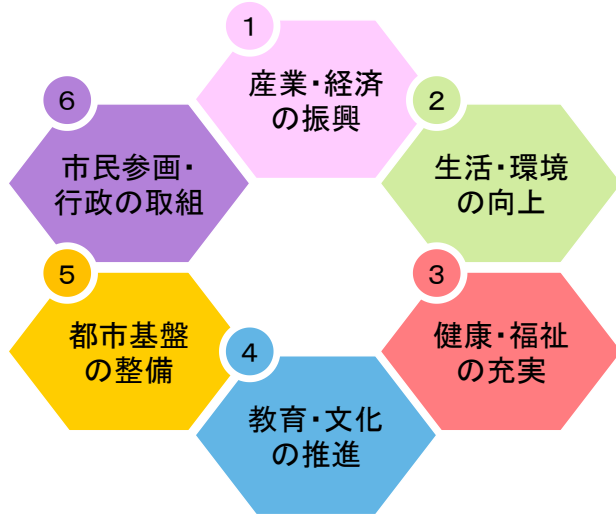 1
産業・経済
の振興
2
生活・環境
の向上
3
健康・福祉
の充実
4
教育・文化
の推進
5
都市基盤
の整備
6
市民参画・
行政の取組